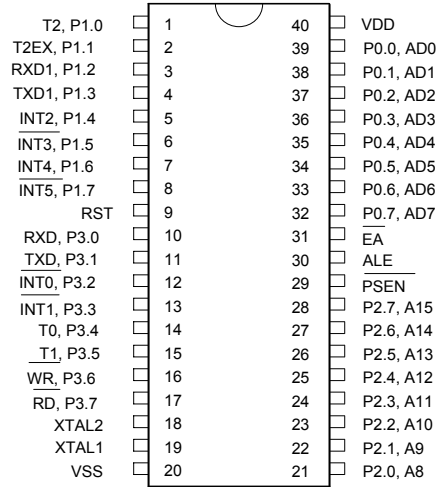 T2, P1.0 1 40 VDD
T2EX, P1.1 2 39 P0.0, AD0
RXD1, P1.2 3 38 P0.1, AD1
TXD1, P1.3 4 37 P0.2, AD2
INT2, P1.4 5 36 P0.3, AD3
INT3, P1.5 6 35 P0.4, AD4
INT4, P1.6 7 34 P0.5, AD5
INT5, P1.7 8 33 P0.6, AD6
RST 9 32 P0.7, AD7
RXD, P3.0 10 31 EA
TXD, P3.1 11 30 ALE
INT0, P3.2 12 29 PSEN
INT1, P3.3 13 28 P2.7, A15
T0, P3.4 14 27 P2.6, A14
T1, P3.5 15 26 P2.5, A13
WR, P3.6 16 25 P2.4, A12
RD, P3.7 17 24 P2.3, A11
XTAL2 18 23 P2.2, A10
XTAL1 19 22 P2.1, A9
VSS 20 21 P2.0, A8